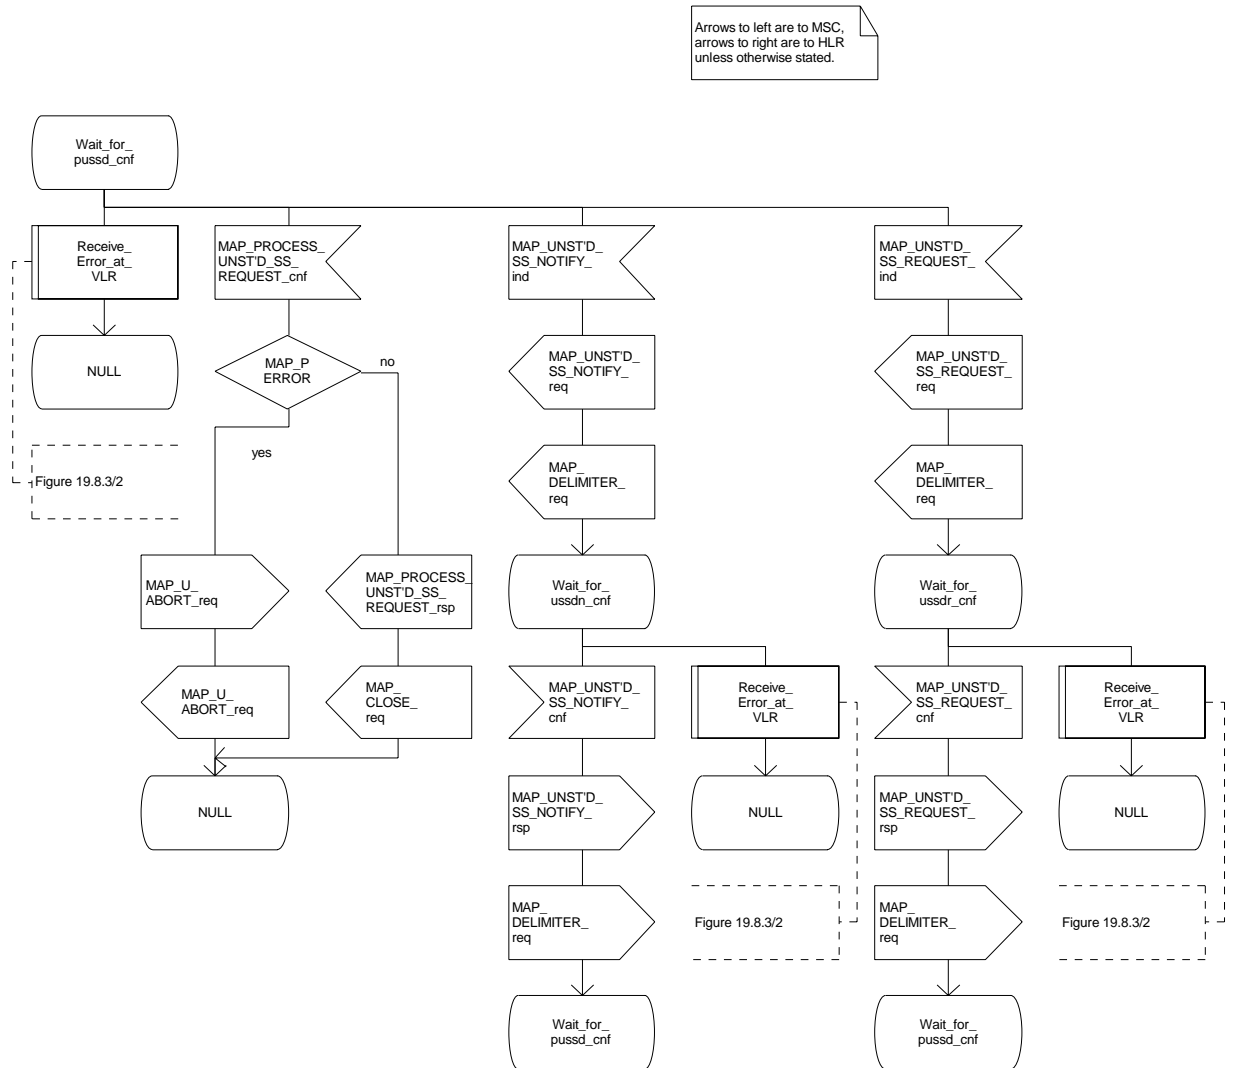 Arrows to left are to MSC,
arrows to right are to HLR
unless otherwise stated.
Wait_for_
pussd_cnf
Receive_
Error_at_
VLR
NULL
Figure 19.8.3/2
MAP_PROCESS_
UNST'D_SS_
REQUEST_cnf
MAP_P
ERROR
no
yes
MAP_U_
ABORT_req
MAP_U_
ABORT_req
MAP_PROCESS_
UNST'D_SS_
REQUEST_rsp
MAP_
CLOSE_
req
NULL
MAP_UNST'D_
SS_NOTIFY_
ind
MAP_UNST'D_
SS_NOTIFY_
req
MAP_
DELIMITER_
req
Wait_for_
ussdn_cnf
MAP_UNST'D_
SS_NOTIFY_
cnf
MAP_UNST'D_
SS_NOTIFY_
rsp
MAP_
DELIMITER_
req
Wait_for_
pussd_cnf
Receive_
Error_at_
VLR
NULL
Figure 19.8.3/2
MAP_UNST'D_
SS_REQUEST_
ind
MAP_UNST'D_
SS_REQUEST_
req
MAP_
DELIMITER_
req
Wait_for_
ussdr_cnf
MAP_UNST'D_
SS_REQUEST_
cnf
MAP_UNST'D_
SS_REQUEST_
rsp
MAP_
DELIMITER_
req
Wait_for_
pussd_cnf
Receive_
Error_at_
VLR
NULL
Figure 19.8.3/2